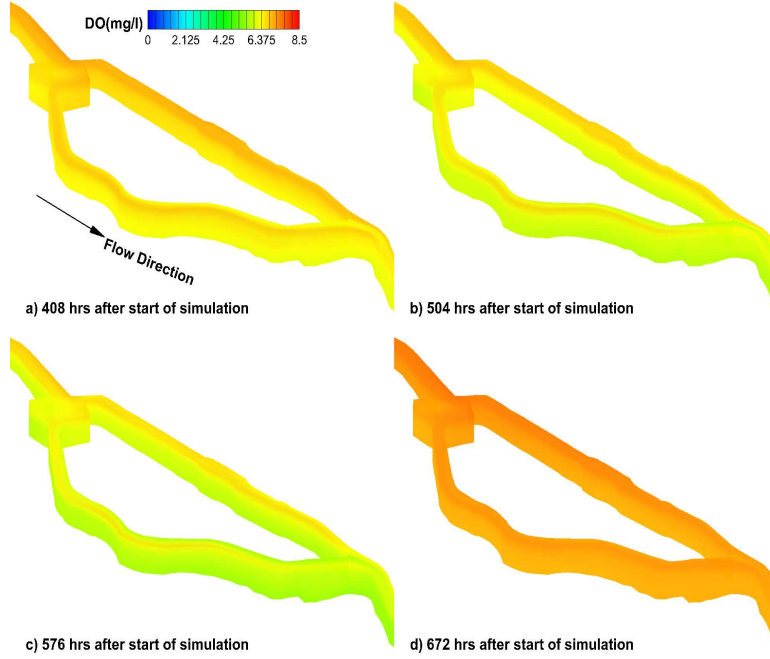 DO(mg/l)
0 2.125 4.25 6.375 8.5
Flow Direction
a) 408 hrs after start of simulation
b) 504 hrs after start of simulation
c) 576 hrs after start of simulation
d) 672 hrs after start of simulation